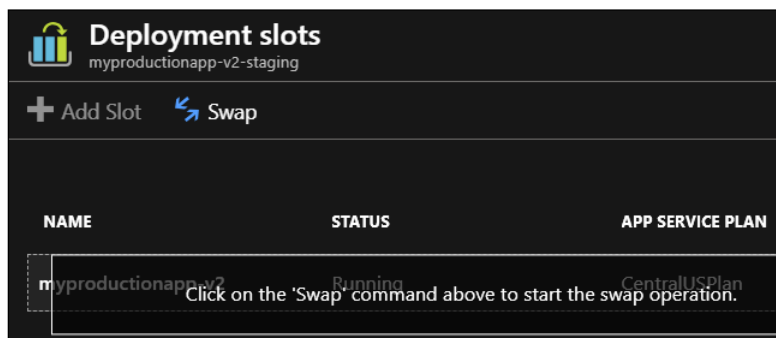 Deployment slots
myproductionapp-v2-staging
Add Slot
Swap
NAME STATUS APP SERVICE PLAN
myproductionapp-v2 Running CentralUSPlan
Click on the 'Swap' command above to start the swap operation.